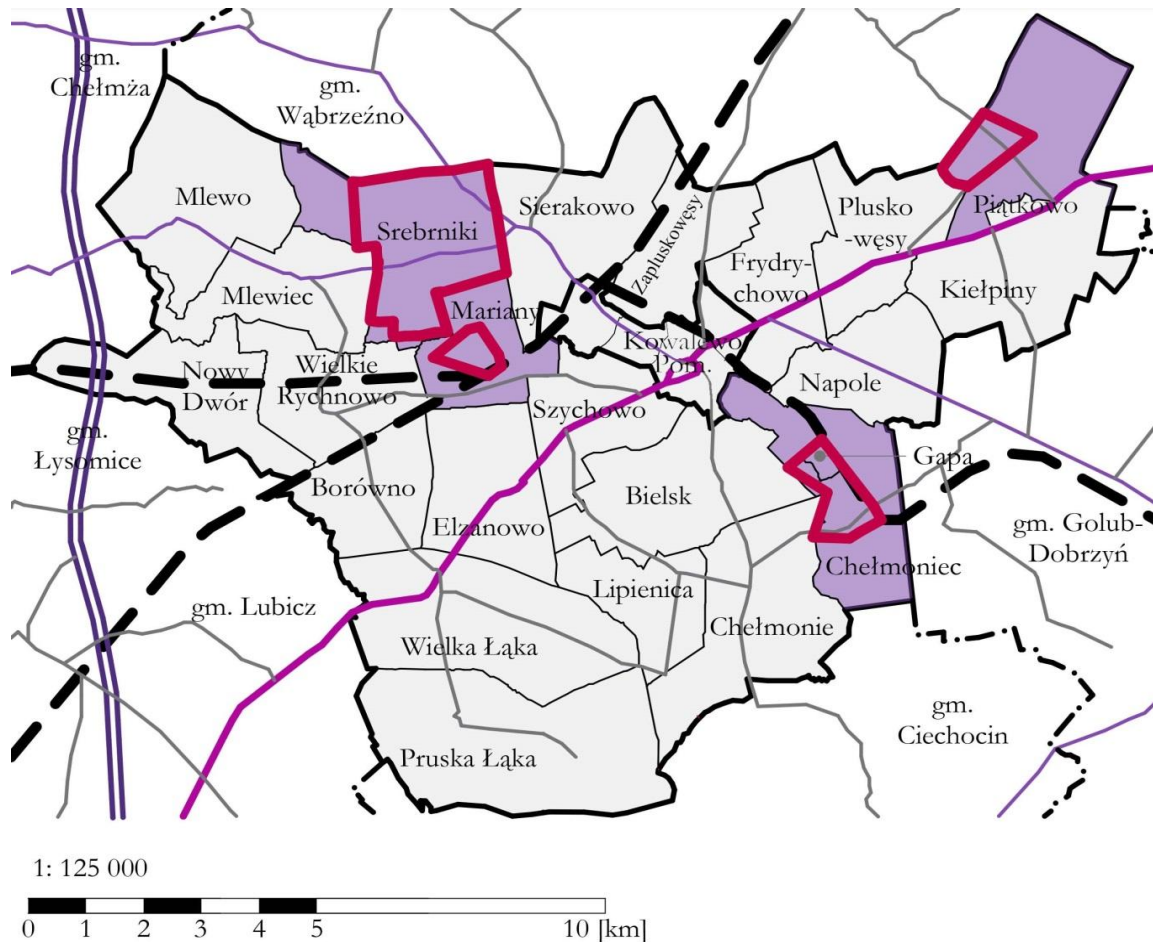 gm.
Chełmża
gm.
Wąbrzeźno
Mlewo
Srebrniki
Sierakowo
Zapluskowęsy
Plusko
-węsy
Piątkowo
Frydry-
chowo
Kiełpiny
Mlewiec
Mariany
Kowalewo
Pom.
Nowy
Dwór
Wielkie
Rychnowo
Szychowo
Napole
gm.
Łysomice
Borówno
Elzanowo
Bielsk
Gapa
gm. Golub-
Dobrzyń
Chełmoniec
Lipienica
gm. Lubicz
Chełmonie
Wielka Łąka
gm.
Ciechocin
Pruska Łąka
1: 125 000
0 1 2 3 4 5 10 [km]